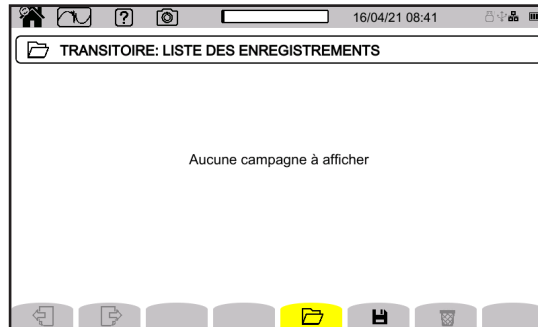 ?
16/04/21 08:41
TRANSITOIRE: LISTE DES ENREGISTREMENTS
Aucune campagne à afficher